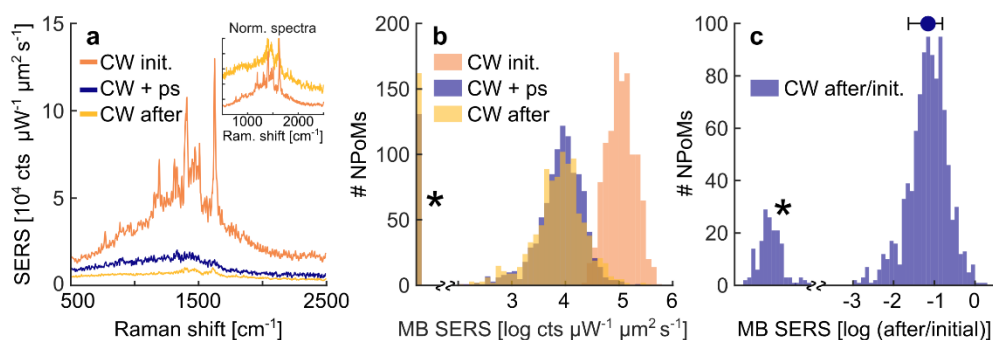 a
CW init.
CW + ps
CW after
Norm. spectra
1000
2000
Ram. shift [cm⁻¹]
SERS [10⁴ cts µW⁻¹ µm² s⁻¹]
15
10
5
0
500
1500
2500
Raman shift [cm⁻¹]
b
CW init.
CW + ps
CW after
*
# NPoMs
200
150
100
50
0
3
4
5
6
MB SERS [log cts µW⁻¹ µm² s⁻¹]
c
CW after/init.
*
# NPoMs
100
80
60
40
20
0
-3
-2
-1
0
MB SERS [log (after/initial)]